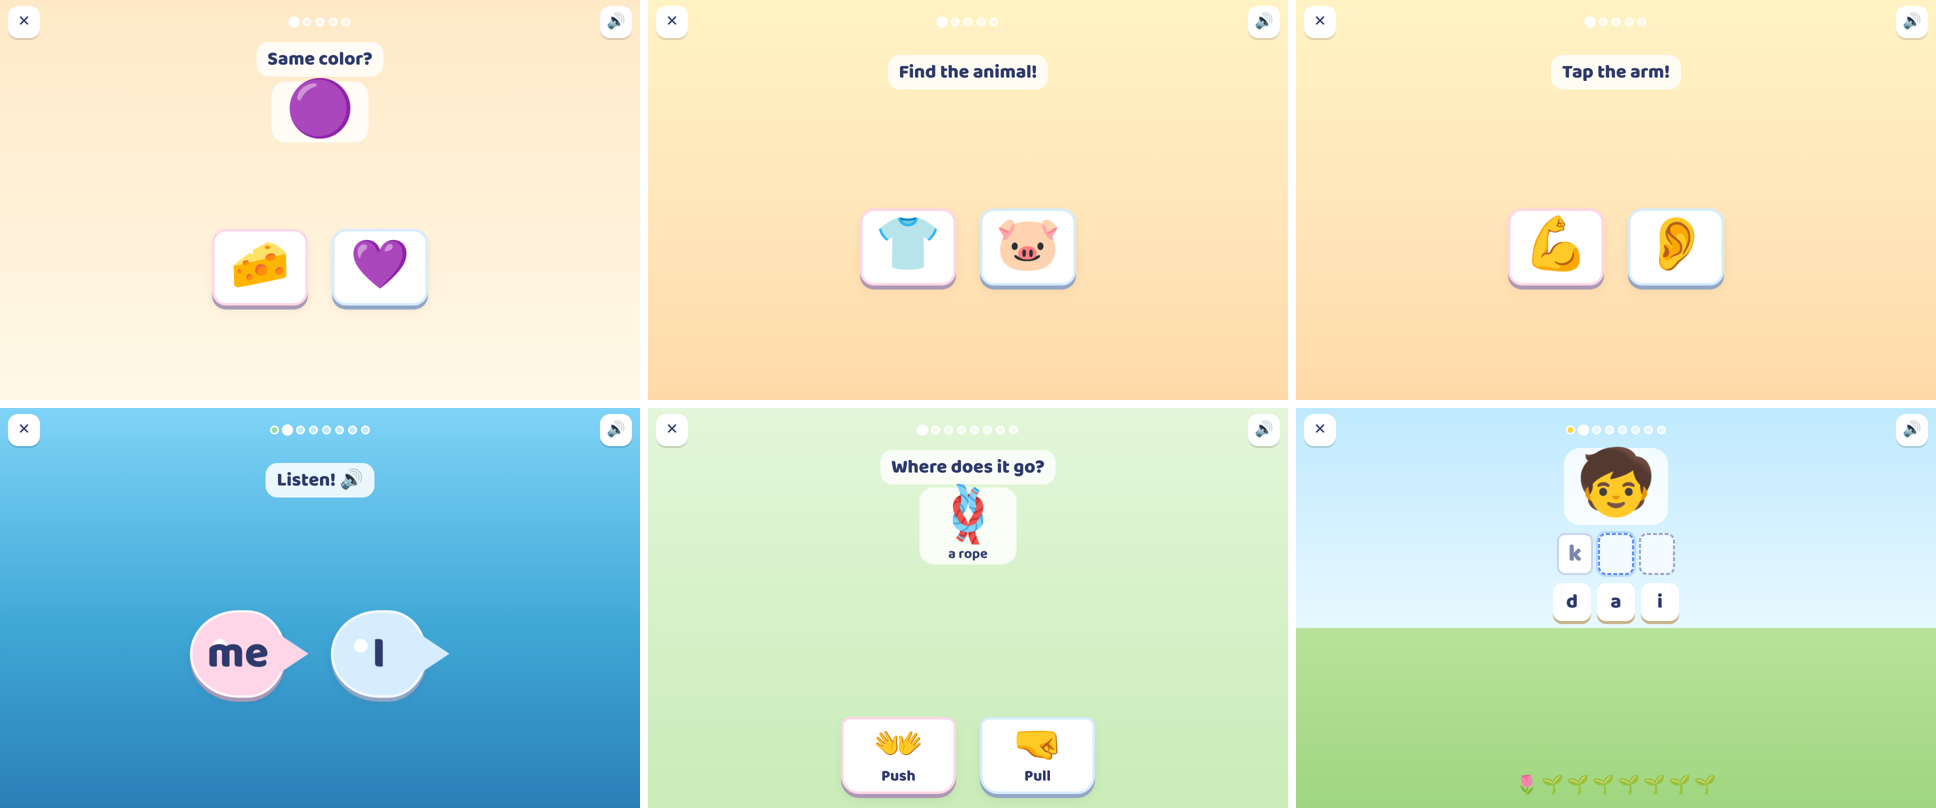 Same color?
Find the animal!
Tap the arm!
Listen!
me
I
Where does it go?
a rope
Push
Pull
k
d a i